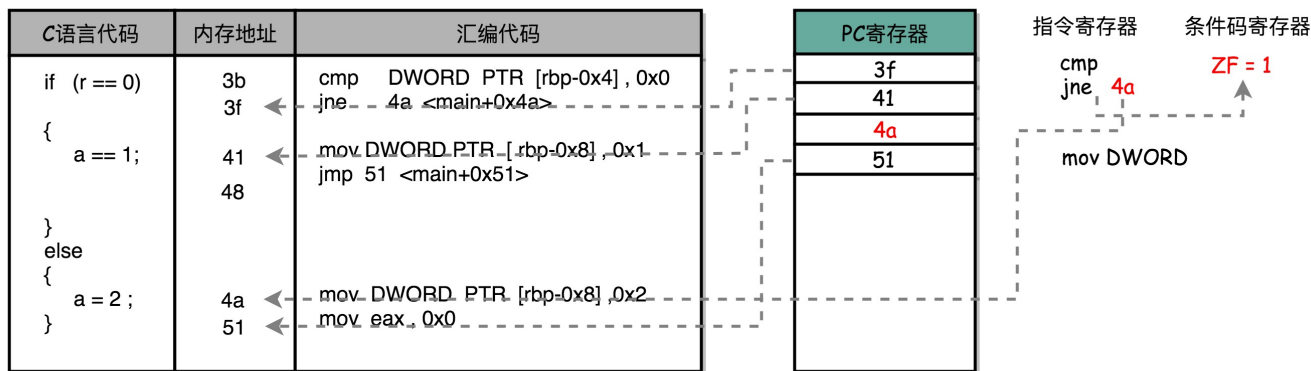 C语言代码 内存地址 汇编代码 PC寄存器 指令寄存器 条件码寄存器
if (r == 0) 3b cmp DWORD PTR [rbp-0x4] , 0x0 3f cmp ZF = 1
3f jne 4a <main+0x4a> 41 jne 4a
{ 4a
a == 1; 41 mov DWORD PTR [ rbp-0x8] , 0x1 51 mov DWORD
48 jmp 51 <main+0x51>
}
else
{
a = 2 ; 4a mov DWORD PTR [rbp-0x8] ,0x2
} 51 mov eax , 0x0